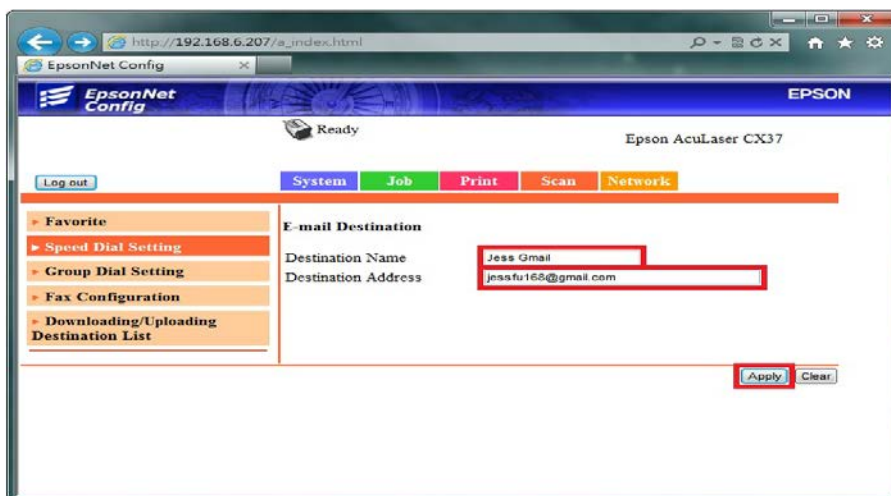 http://192.168.6.207/a_index.html
EpsonNet Config
EpsonNet
Config
EPSON
Ready
Epson AcuLaser CX37
Log out
System Job Print Scan Network
Favorite
Speed Dial Setting
Group Dial Setting
Fax Configuration
Downloading/Uploading
Destination List
E-mail Destination
Destination Name Jess Gmail
Destination Address jessfu168@gmail.com
Apply Clear